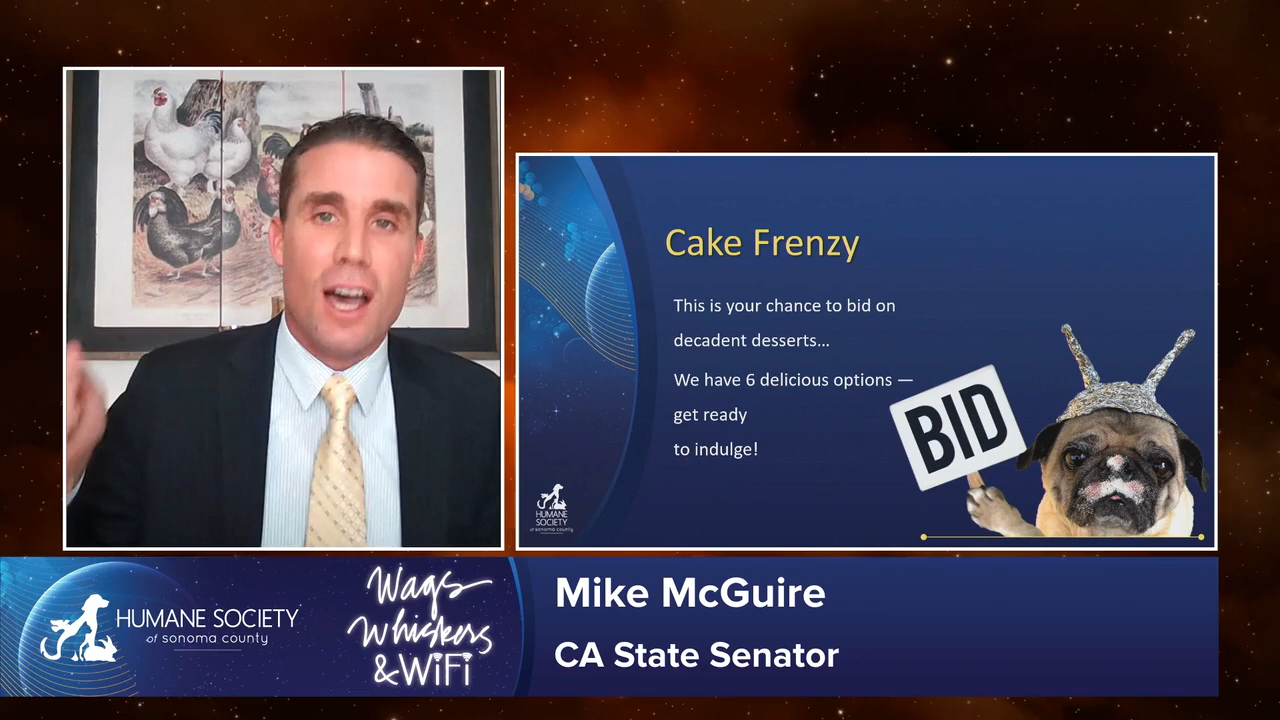 Cake Frenzy
This is your chance to bid on
decadent desserts...
We have 6 delicious options —
get ready
to indulge!
BID
HUMANE
SOCIETY
of sonoma county
HUMANE SOCIETY
of sonoma county
Wags
Whiskers
& WiFi
Mike McGuire
CA State Senator